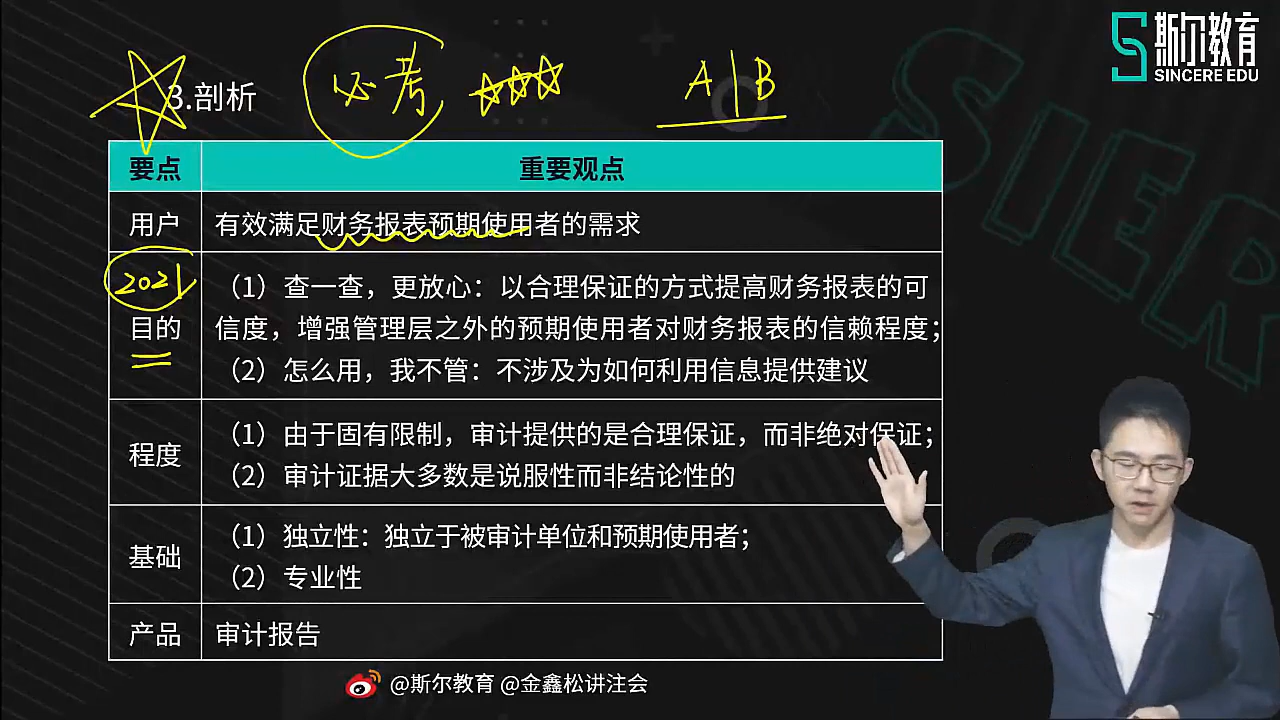 斯尔教育
SINCERE EDU
3.剖析
必考
A|B
要点
重要观点
用户
有效满足财务报表预期使用者的需求
2021
目的
（1）查一查，更放心：以合理保证的方式提高财务报表的可
信度，增强管理层之外的预期使用者对财务报表的信赖程度；
（2）怎么用，我不管：不涉及为如何利用信息提供建议
程度
（1）由于固有限制，审计提供的是合理保证，而非绝对保证；
（2）审计证据大多数是说服性而非结论性的
基础
（1）独立性：独立于被审计单位和预期使用者；
（2）专业性
产品
审计报告
@斯尔教育 @金鑫松讲注会
SIER